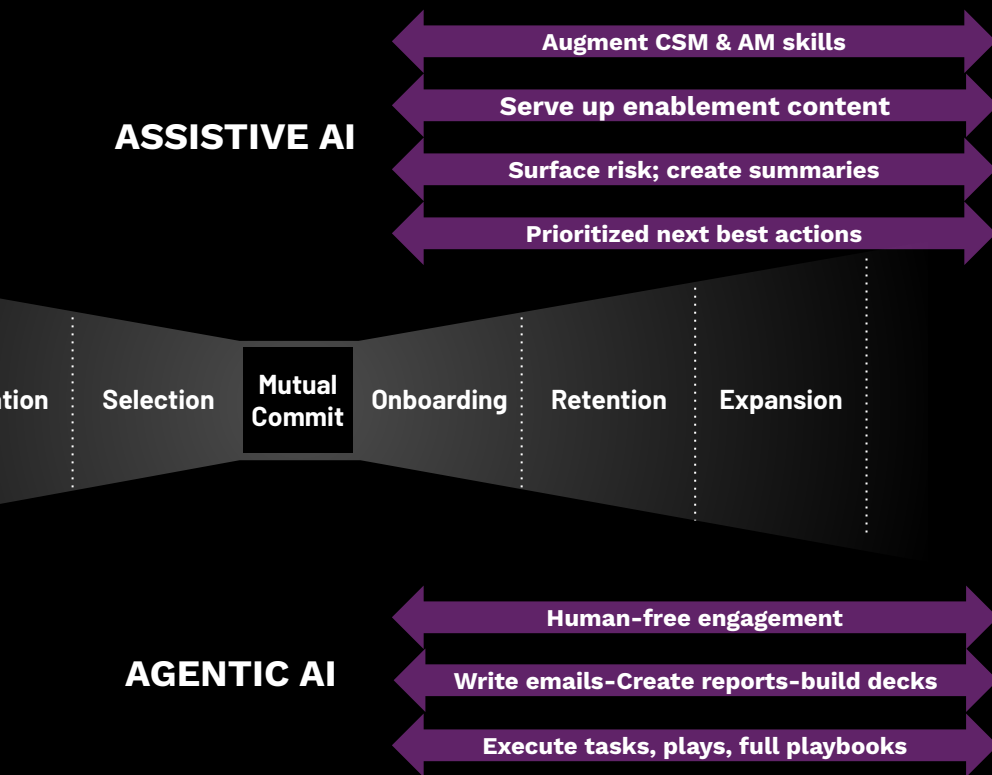 Augment CSM & AM skills
Serve up enablement content
ASSISTIVE AI
Surface risk; create summaries
Prioritized next best actions
Selection
Mutual
Commit
Onboarding
Retention
Expansion
Human-free engagement
AGENTIC AI
Write emails-Create reports-build decks
Execute tasks, plays, full playbooks